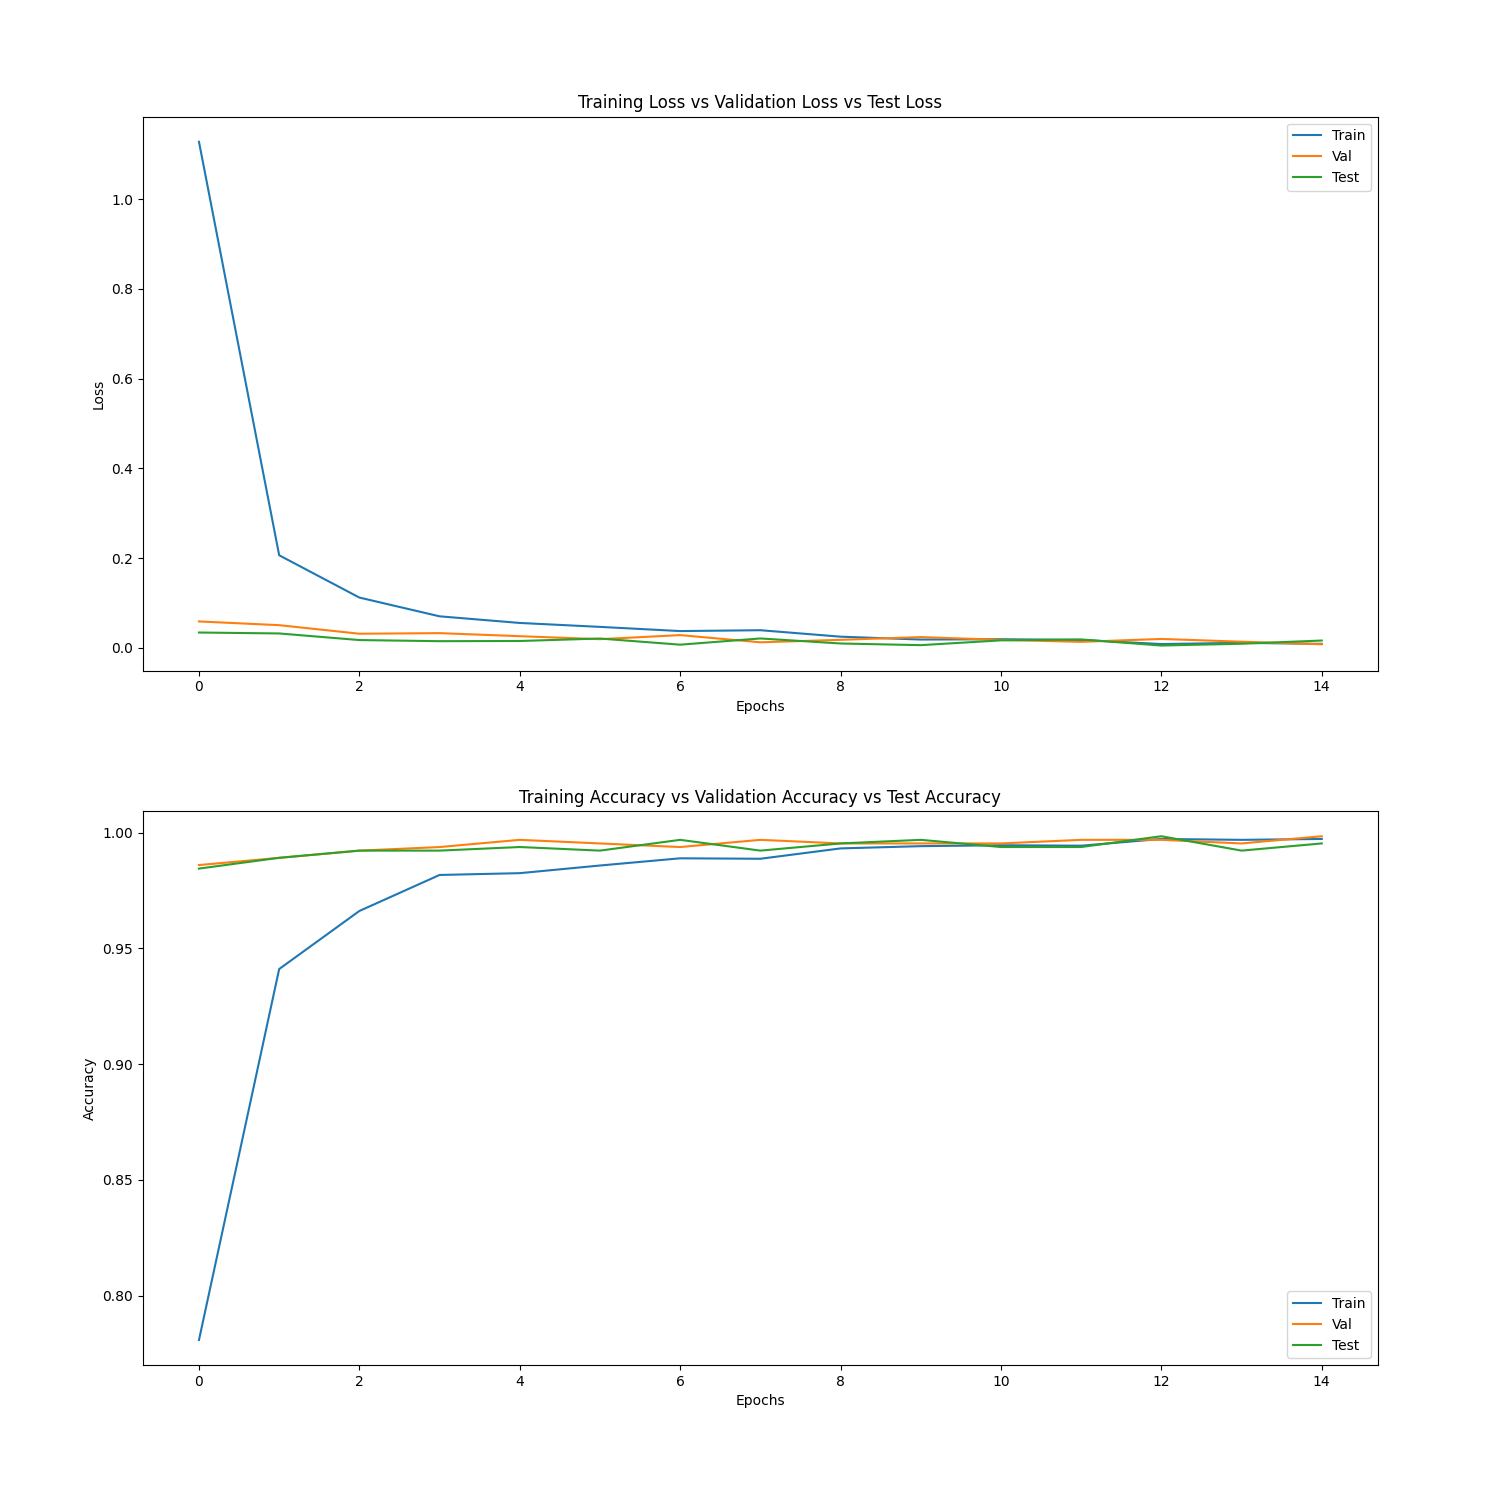 Training Loss vs Validation Loss vs Test Loss
Train
Val
Test
1.0
0.8
0.6
0.4
0.2
0.0
Loss
0 2 4 6 8 10 12 14
Epochs
Training Accuracy vs Validation Accuracy vs Test Accuracy
1.00
0.95
0.90
0.85
0.80
Accuracy
Train
Val
Test
0 2 4 6 8 10 12 14
Epochs